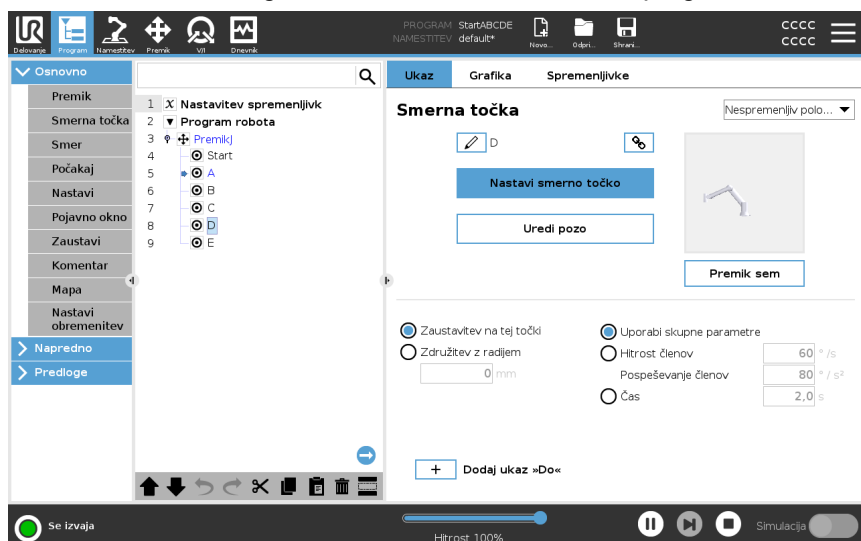 PROGRAM StartABCDE
NAMESTITEV default*
Delovanje Program Namestitev Premik V/I Dnevnik
Novo... Odpri... Shrani...
CCCC
CCCC
Osnovno
Premik
Smerna točka
Smer
Počakaj
Nastavi
Pojavno okno
Zaustavi
Komentar
Mapa
Nastavi
obremenitev
Napredno
Predloge
1 X Nastavitev spremenljivk
2 Program robota
3 PremikJ
4 Start
5 A
6 B
7 C
8 D
9 E
Ukaz Grafika Spremenljivke
Smerna točka
Nespremenljiv polo...
D
Nastavi smerno točko
Uredi pozo
Premik sem
Zaustavitev na tej točki
Združitev z radijem
0 mm
Uporabi skupne parametre
Hitrost členov 60 °/s
Pospeševanje členov 80 °/s²
Čas 2,0 s
+ Dodaj ukaz »Do«
Se izvaja
Hitrost 100%
Simulacija